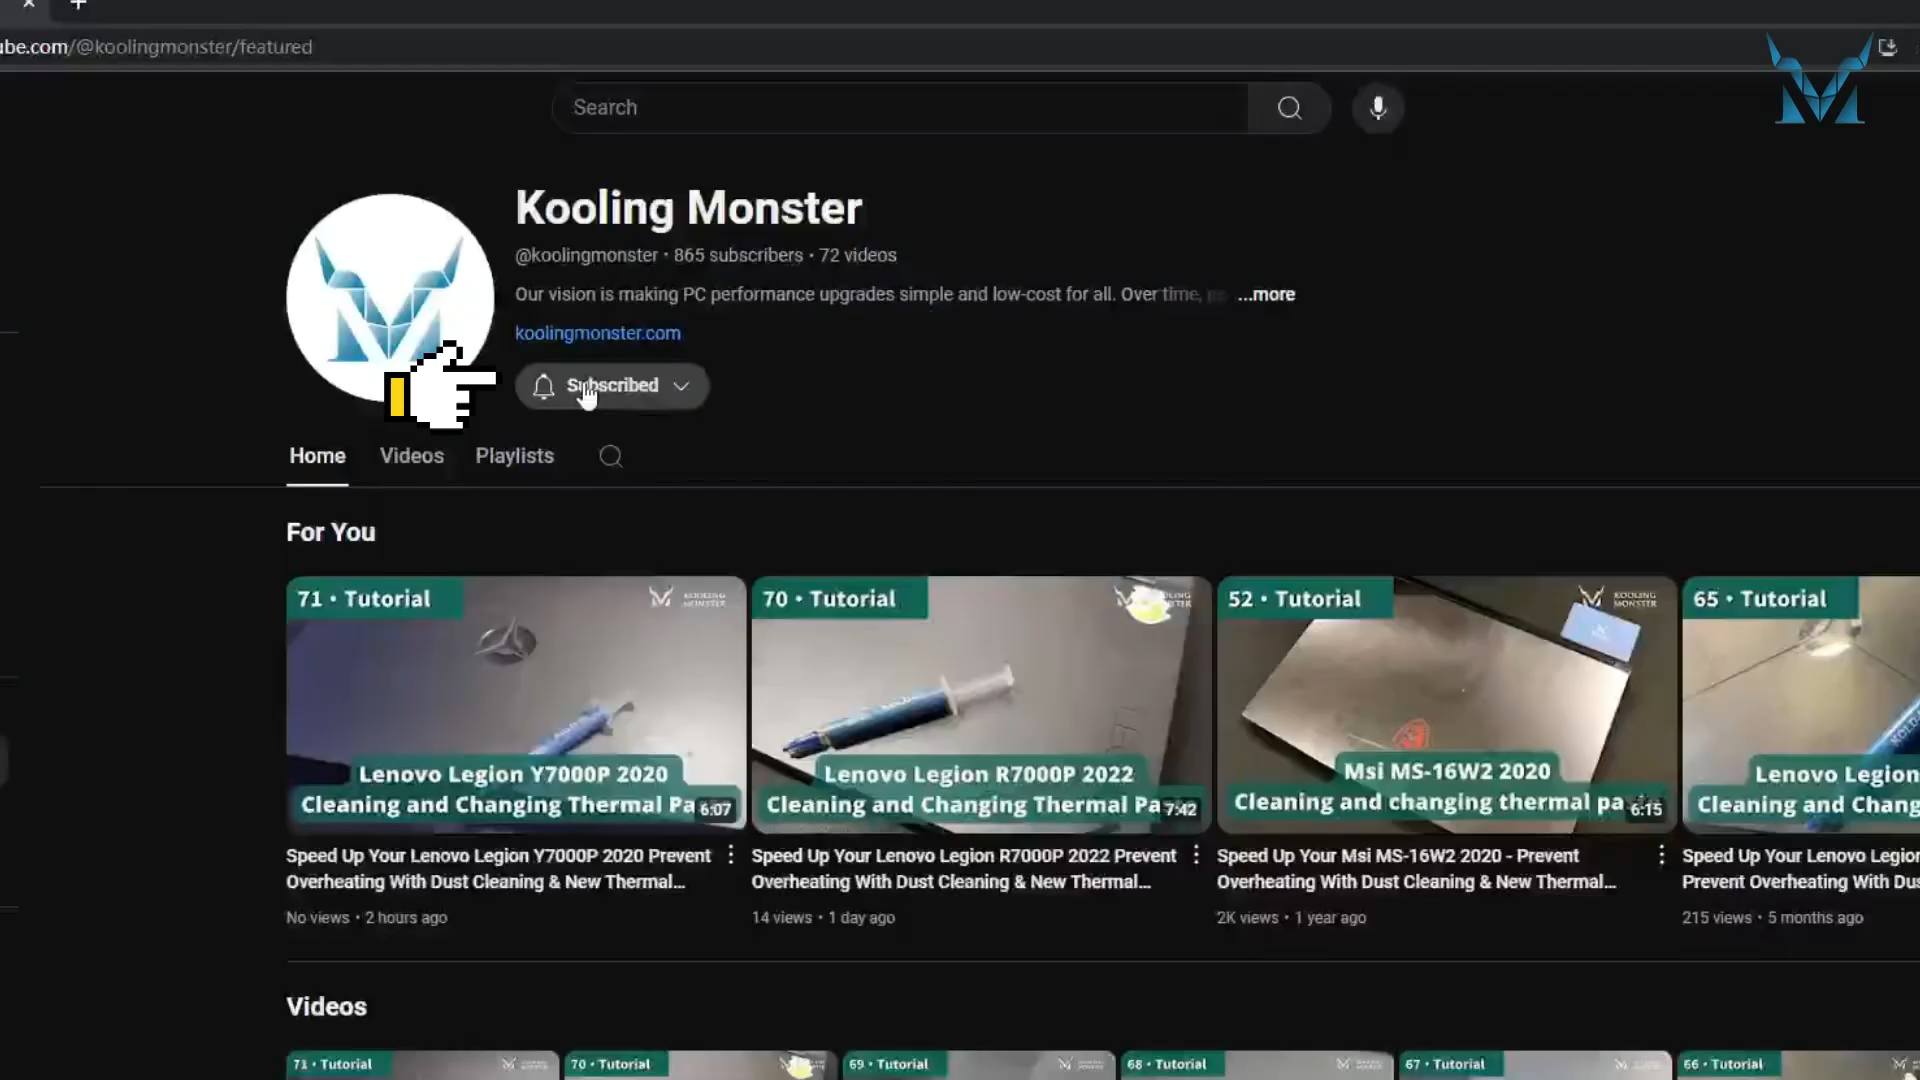 ube.com/@koolingmonster/featured
Search
Kooling Monster
@koolingmonster • 865 subscribers • 72 videos
Our vision is making PC performance upgrades simple and low-cost for all. Over time, ...more
koolingmonster.com
Subscribed
Home Videos Playlists
For You
71 • Tutorial
KOOLING MONSTER
Lenovo Legion Y7000P 2020
Cleaning and Changing Thermal Pa
6:07
Speed Up Your Lenovo Legion Y7000P 2020 Prevent
Overheating With Dust Cleaning & New Thermal...
No views • 2 hours ago
70 • Tutorial
Lenovo Legion R7000P 2022
Cleaning and Changing Thermal Pa
7:42
Speed Up Your Lenovo Legion R7000P 2022 Prevent
Overheating With Dust Cleaning & New Thermal...
14 views • 1 day ago
52 • Tutorial
KOOLING MONSTER
Msi MS-16W2 2020
Cleaning and changing thermal pa
6:15
Speed Up Your Msi MS-16W2 2020 - Prevent
Overheating With Dust Cleaning & New Thermal...
2K views • 1 year ago
65 • Tutorial
Lenovo Legion
Cleaning and Chang
Speed Up Your Lenovo Legion
Prevent Overheating With Dus
215 views • 5 months ago
Videos
71 • Tutorial
70 • Tutorial
69 • Tutorial
68 • Tutorial
67 • Tutorial
66 • Tutorial